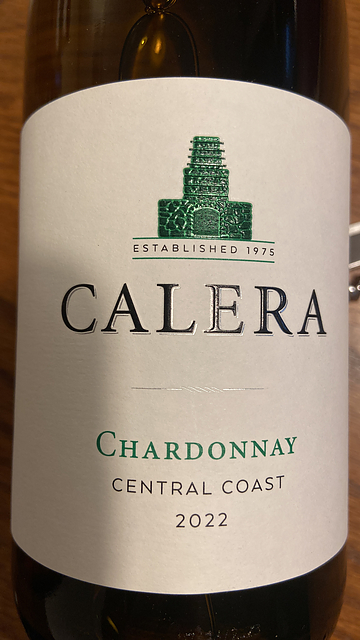 ESTABLISHED 1975
CALERA
CHARDONNAY
CENTRAL COAST
2022